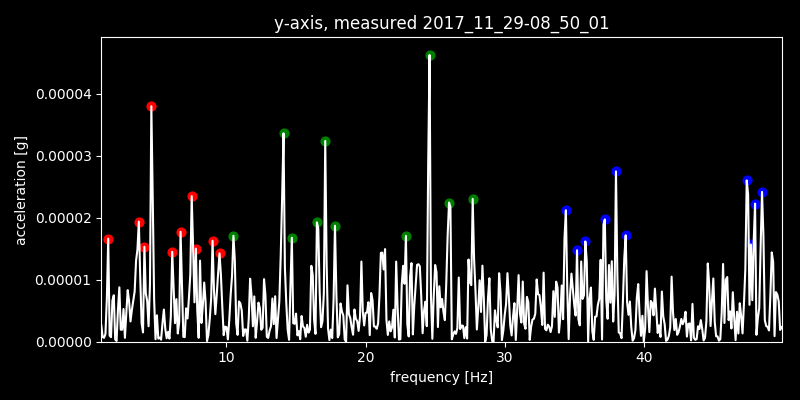 y-axis, measured 2017_11_29-08_50_01
acceleration [g]
0.00004
0.00003
0.00002
0.00001
0.00000
10 20 30 40
frequency [Hz]